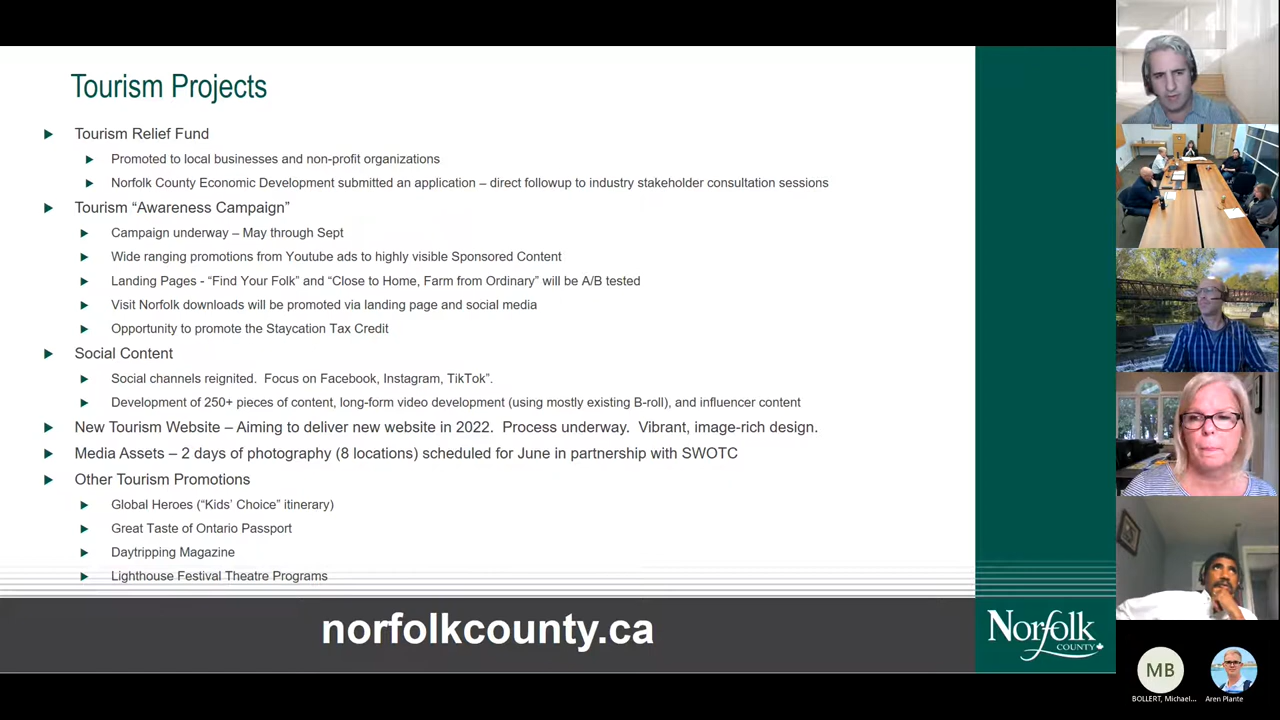 Tourism Projects
Tourism Relief Fund
Promoted to local businesses and non-profit organizations
Norfolk County Economic Development submitted an application – direct followup to industry stakeholder consultation sessions
Tourism “Awareness Campaign”
Campaign underway – May through Sept
Wide ranging promotions from Youtube ads to highly visible Sponsored Content
Landing Pages - “Find Your Folk” and “Close to Home, Farm from Ordinary” will be A/B tested
Visit Norfolk downloads will be promoted via landing page and social media
Opportunity to promote the Staycation Tax Credit
Social Content
Social channels reignited.  Focus on Facebook, Instagram, TikTok”.
Development of 250+ pieces of content, long-form video development (using mostly existing B-roll), and influencer content
New Tourism Website – Aiming to deliver new website in 2022.  Process underway.  Vibrant, image-rich design.
Media Assets – 2 days of photography (8 locations) scheduled for June in partnership with SWOTC
Other Tourism Promotions
Global Heroes (“Kids’ Choice” itinerary)
Great Taste of Ontario Passport
Daytripping Magazine
Lighthouse Festival Theatre Programs
norfolkcounty.ca
Norfolk
COUNTY
MB
BOLLERT, Michael...
Aren Plante